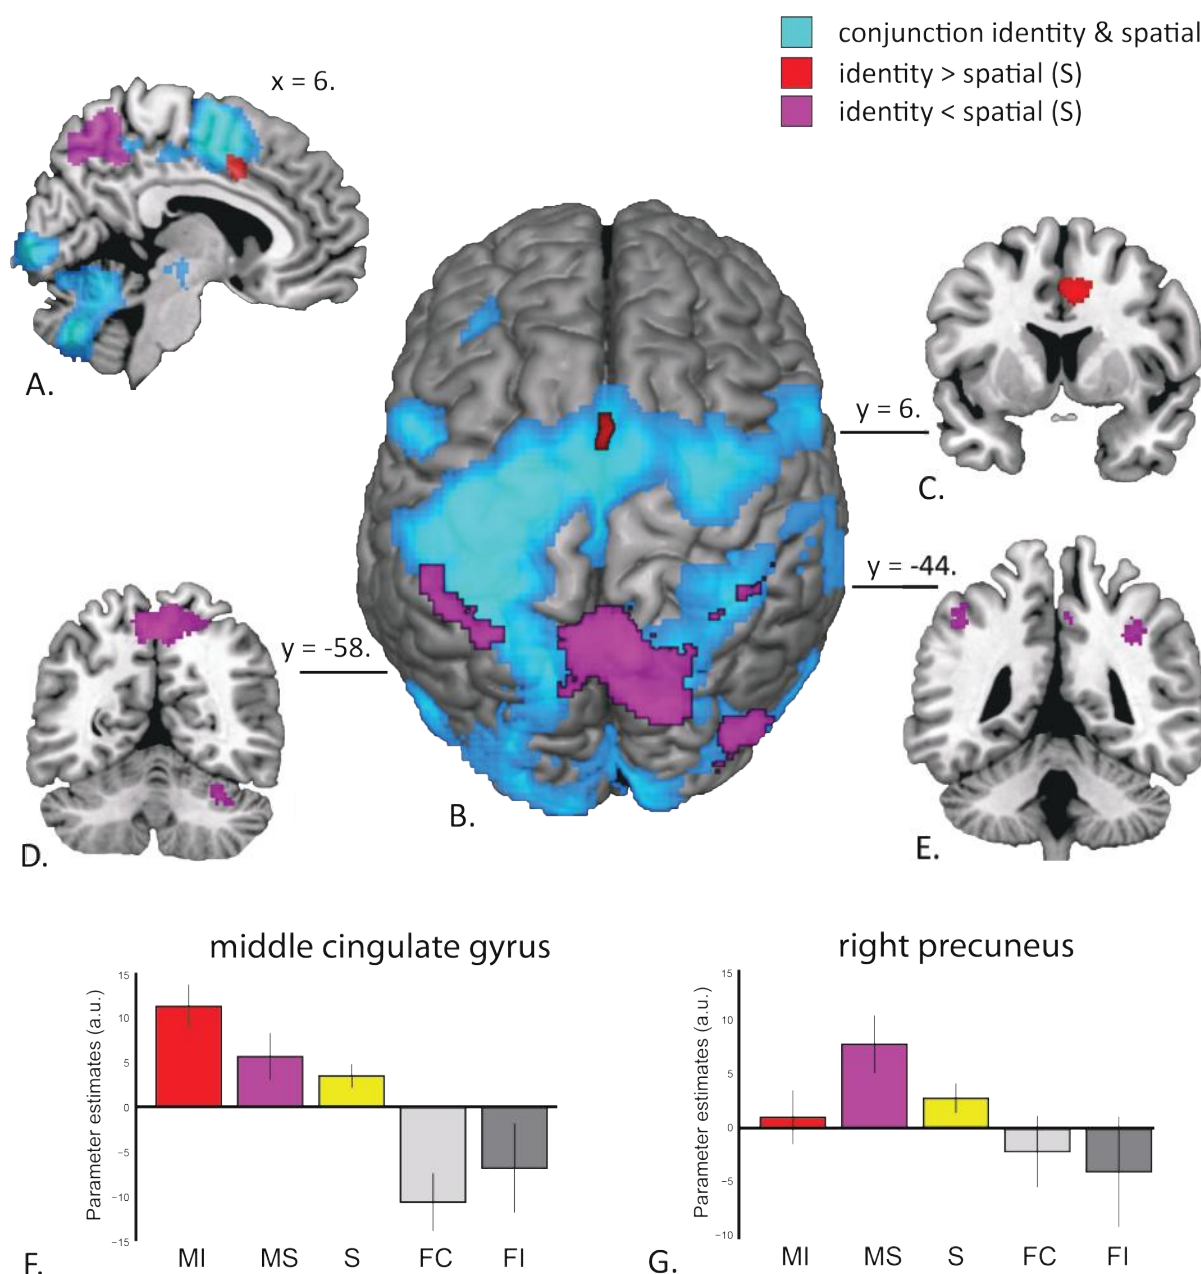 conjunction identity & spatial
identity > spatial (S)
identity < spatial (S)
x = 6.
A.
y = 6.
C.
y = -44.
y = -58.
B.
D.
E.
middle cingulate gyrus
right precuneus
Parameter estimates (a.u.)
15
10
5
0
−5
−10
−15
MI MS S FC FI
F.
Parameter estimates (a.u.)
15
10
5
0
−5
−10
MI MS S FC FI
G.